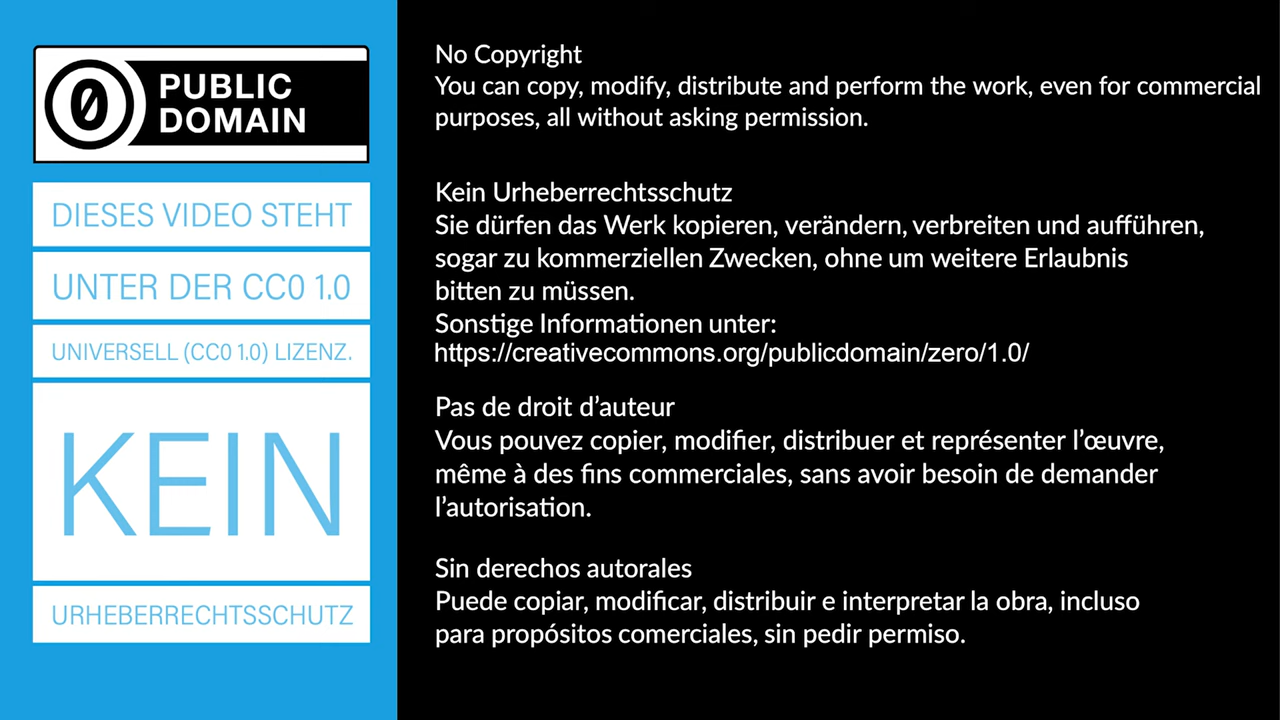 0 PUBLIC
DOMAIN
DIESES VIDEO STEHT
UNTER DER CC0 1.0
UNIVERSELL (CC0 1.0) LIZENZ.
KEIN
URHEBERRECHTSSCHUTZ
No Copyright
You can copy, modify, distribute and perform the work, even for commercial
purposes, all without asking permission.
Kein Urheberrechtsschutz
Sie dürfen das Werk kopieren, verändern, verbreiten und aufführen,
sogar zu kommerziellen Zwecken, ohne um weitere Erlaubnis
bitten zu müssen.
Sonstige Informationen unter:
https://creativecommons.org/publicdomain/zero/1.0/
Pas de droit d’auteur
Vous pouvez copier, modifier, distribuer et représenter l’œuvre,
même à des fins commerciales, sans avoir besoin de demander
l’autorisation.
Sin derechos autorales
Puede copiar, modificar, distribuir e interpretar la obra, incluso
para propósitos comerciales, sin pedir permiso.